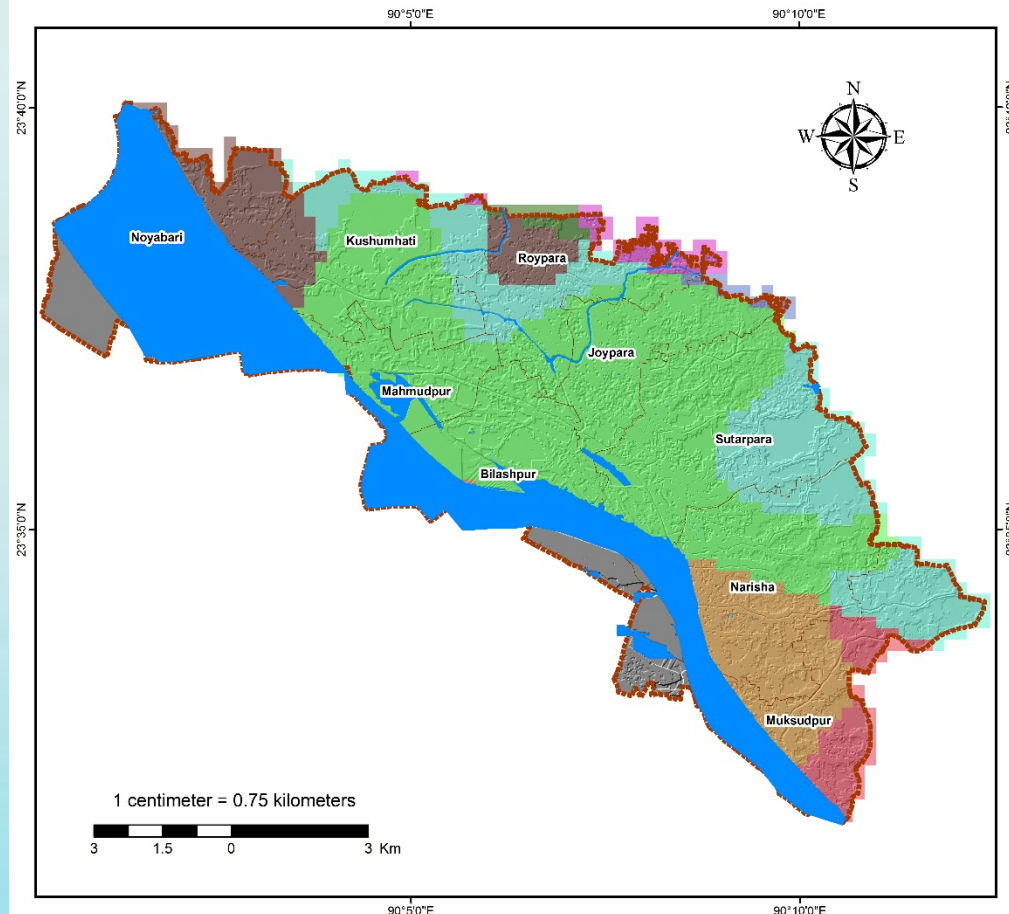 90°5'0"E
90°10'0"E
23°40'0"N
N
W
E
S
Noyabari
Kushumhati
Roypara
Joypara
Mahmudpur
Sutarpara
Bilashpur
23°35'0"N
Narisha
Muksudpur
1 centimeter = 0.75 kilometers
3 1.5 0 3 Km
90°5'0"E
90°10'0"E